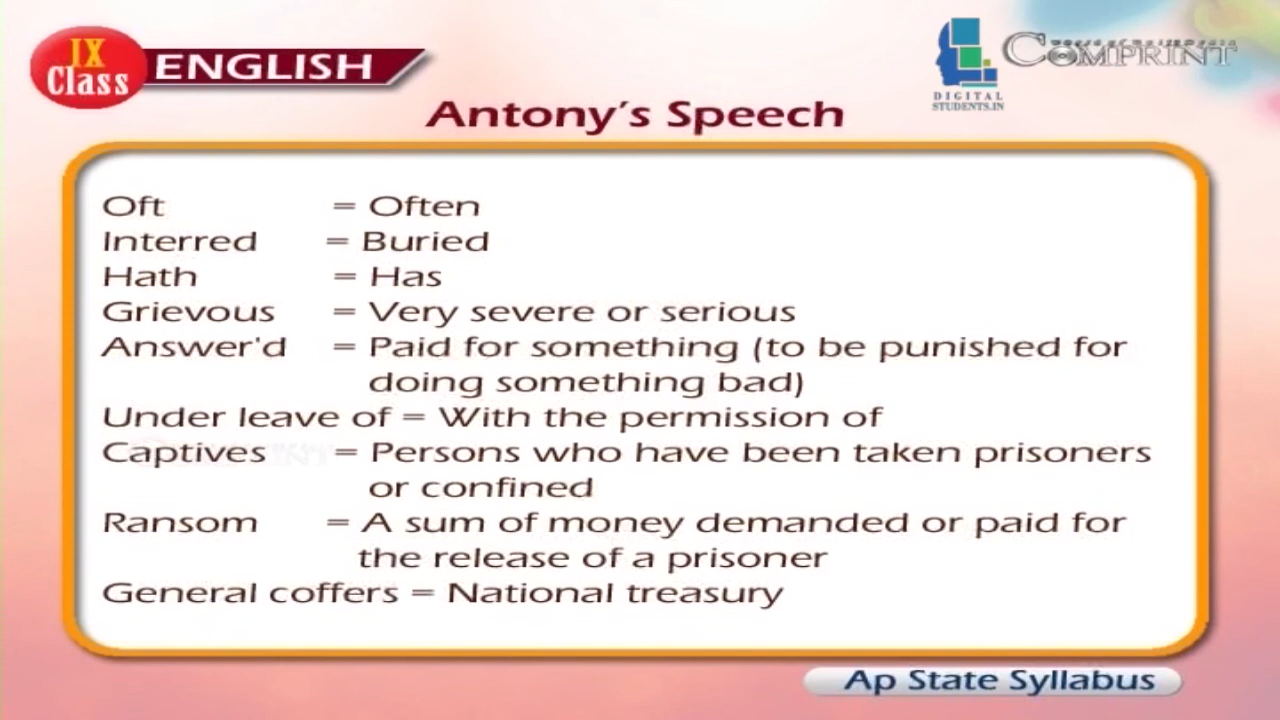 IX
Class
ENGLISH
DIGITAL
STUDENTS.IN
COMPRINT
Antony's Speech
Oft = Often
Interred = Buried
Hath = Has
Grievous = Very severe or serious
Answer'd = Paid for something (to be punished for
doing something bad)
Under leave of = With the permission of
Captives = Persons who have been taken prisoners
or confined
Ransom = A sum of money demanded or paid for
the release of a prisoner
General coffers = National treasury
Ap State Syllabus